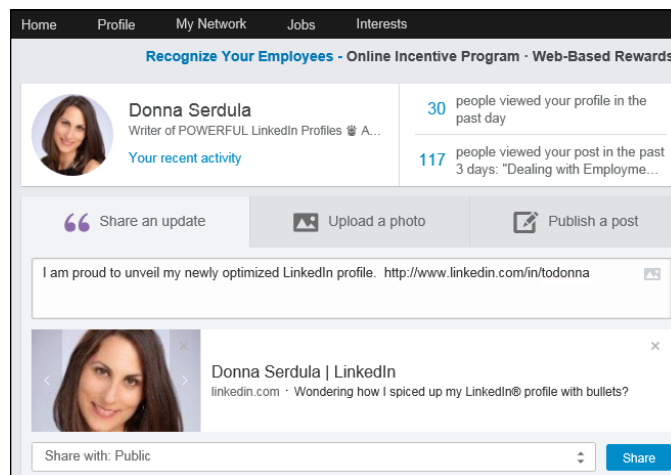 Home Profile My Network Jobs Interests
Recognize Your Employees - Online Incentive Program · Web-Based Rewards
Donna Serdula
Writer of POWERFUL LinkedIn Profiles ♛ A...
Your recent activity
30 people viewed your profile in the
past day
117 people viewed your post in the past
3 days: "Dealing with Employme...
Share an update Upload a photo Publish a post
I am proud to unveil my newly optimized LinkedIn profile. http://www.linkedin.com/in/todonna
Donna Serdula | LinkedIn
linkedin.com · Wondering how I spiced up my LinkedIn® profile with bullets?
Share with: Public
Share